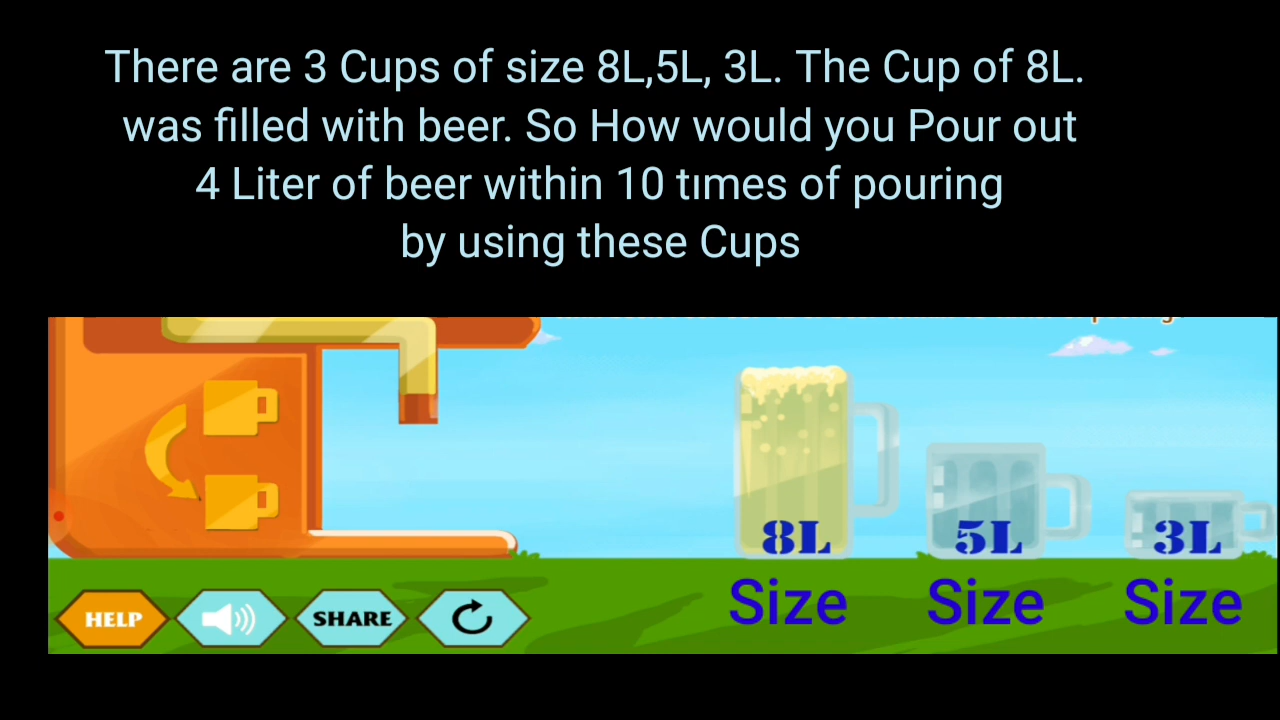 There are 3 Cups of size 8L,5L, 3L. The Cup of 8L.
was filled with beer. So How would you Pour out
4 Liter of beer within 10 tımes of pouring
by using these Cups
8L 5L 3L
Size Size Size
HELP SHARE